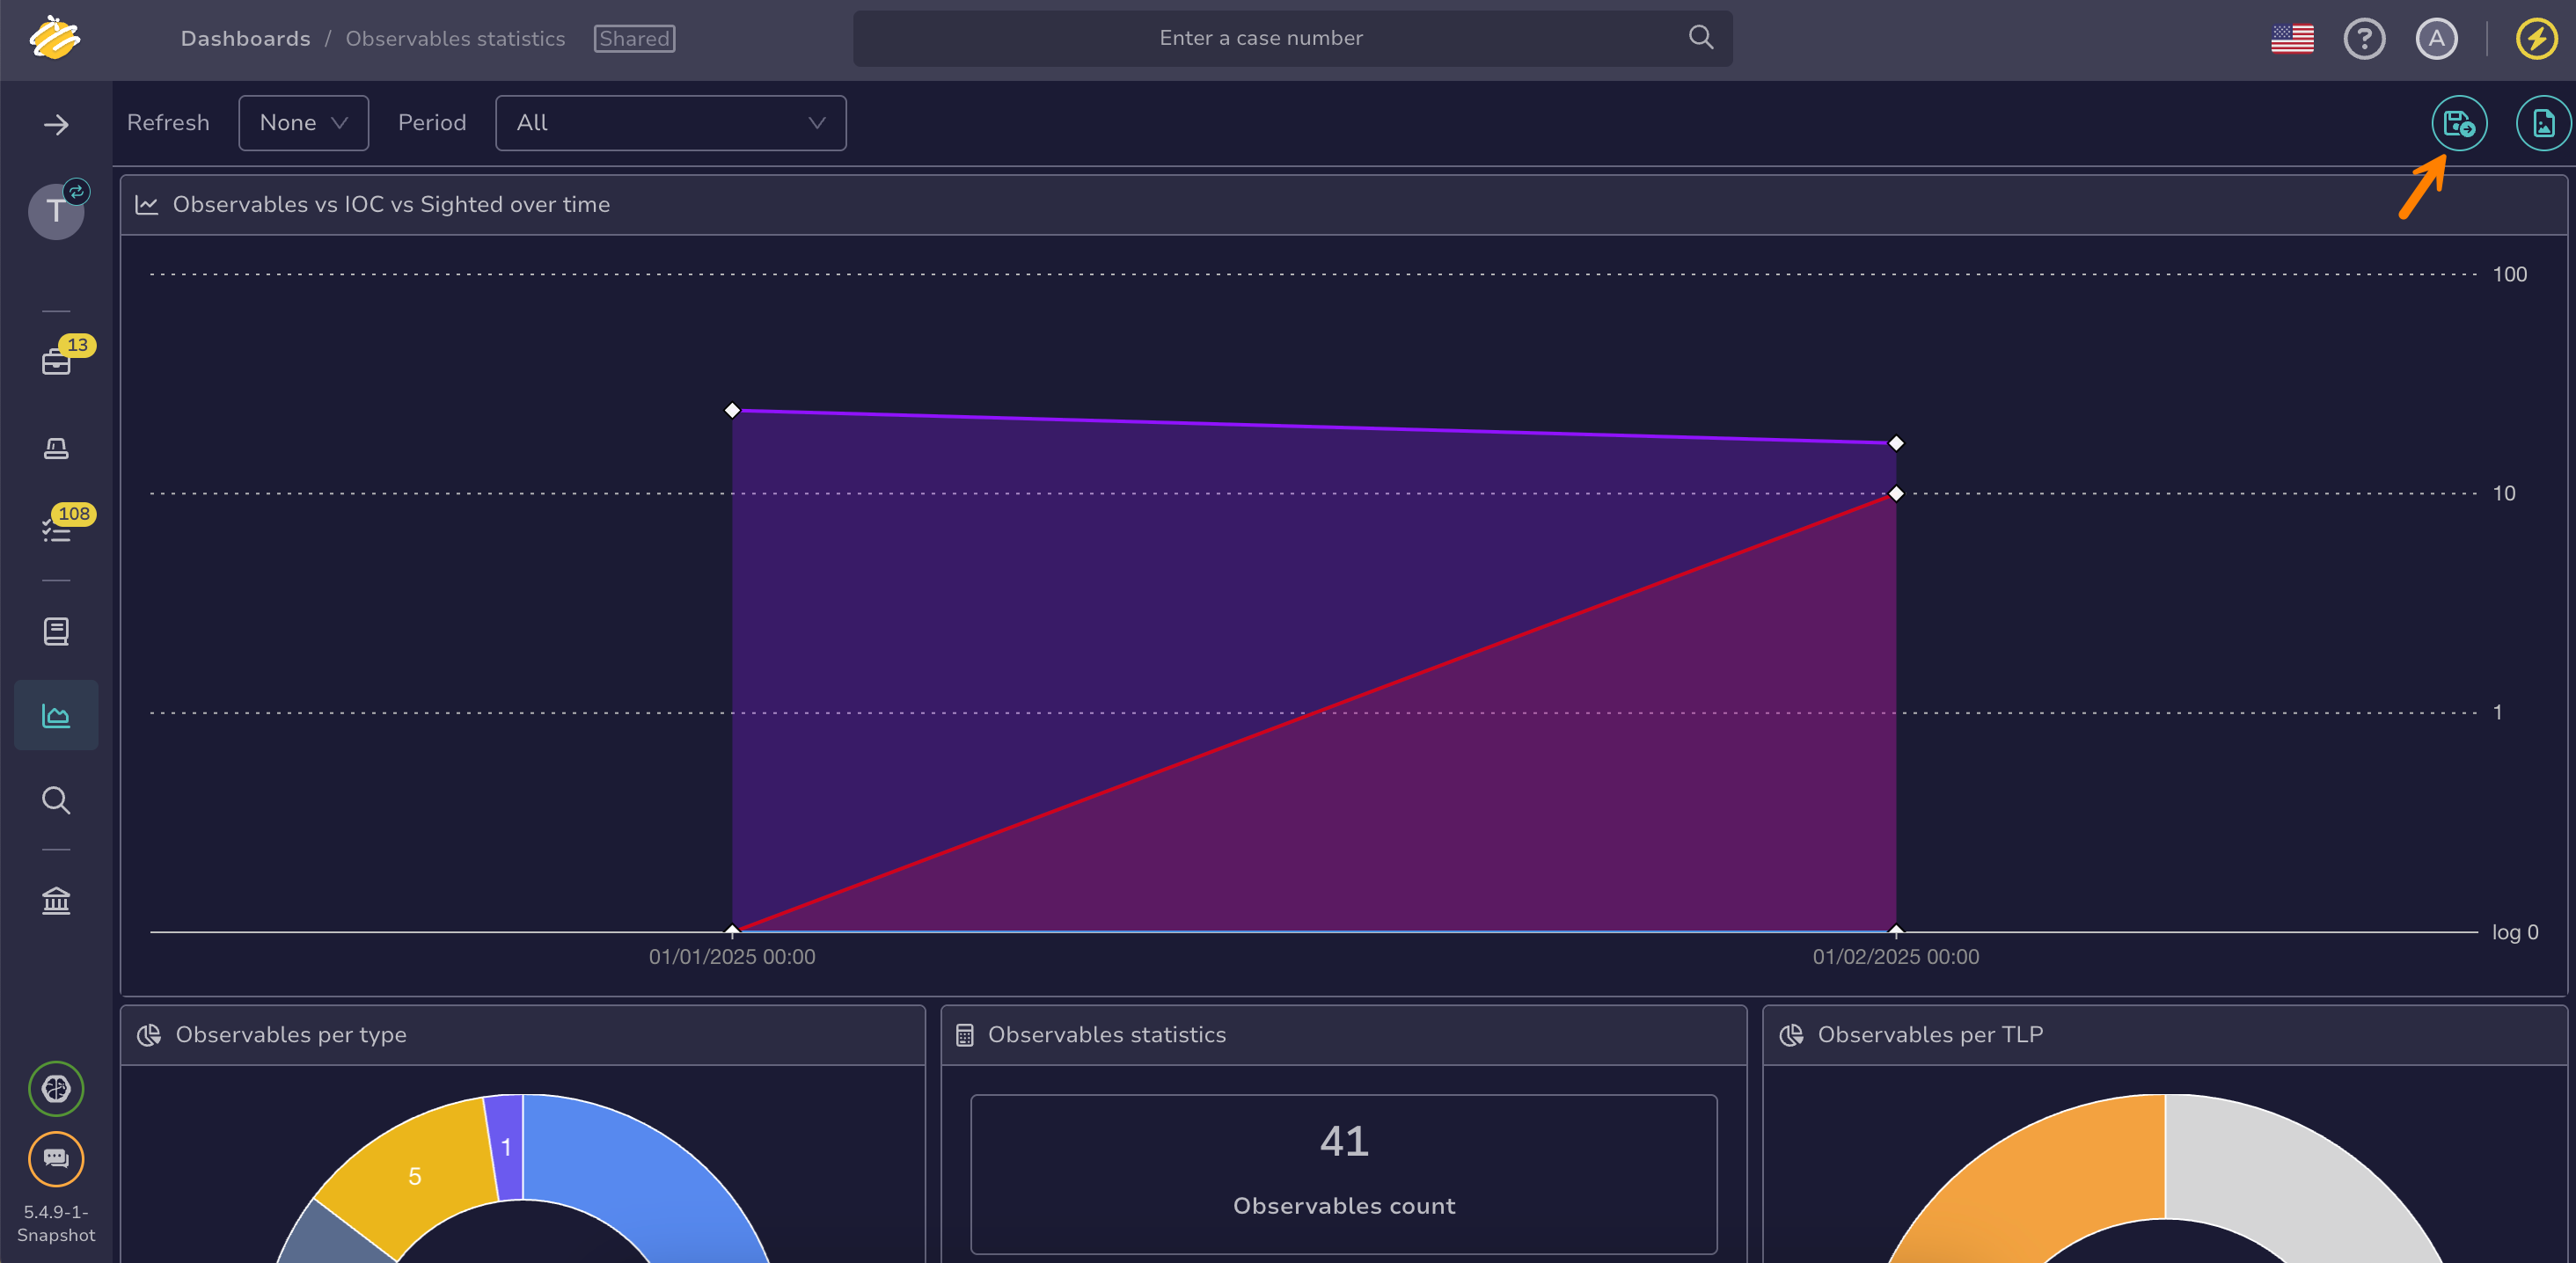 Dashboards / Observables statistics Shared
Enter a case number
A
Refresh None Period All
T
Observables vs IOC vs Sighted over time
100
13
10
108
1
log 0
01/01/2025 00:00 01/02/2025 00:00
Observables per type
Observables statistics
Observables per TLP
1
5
41
Observables count
5.4.9-1-
Snapshot